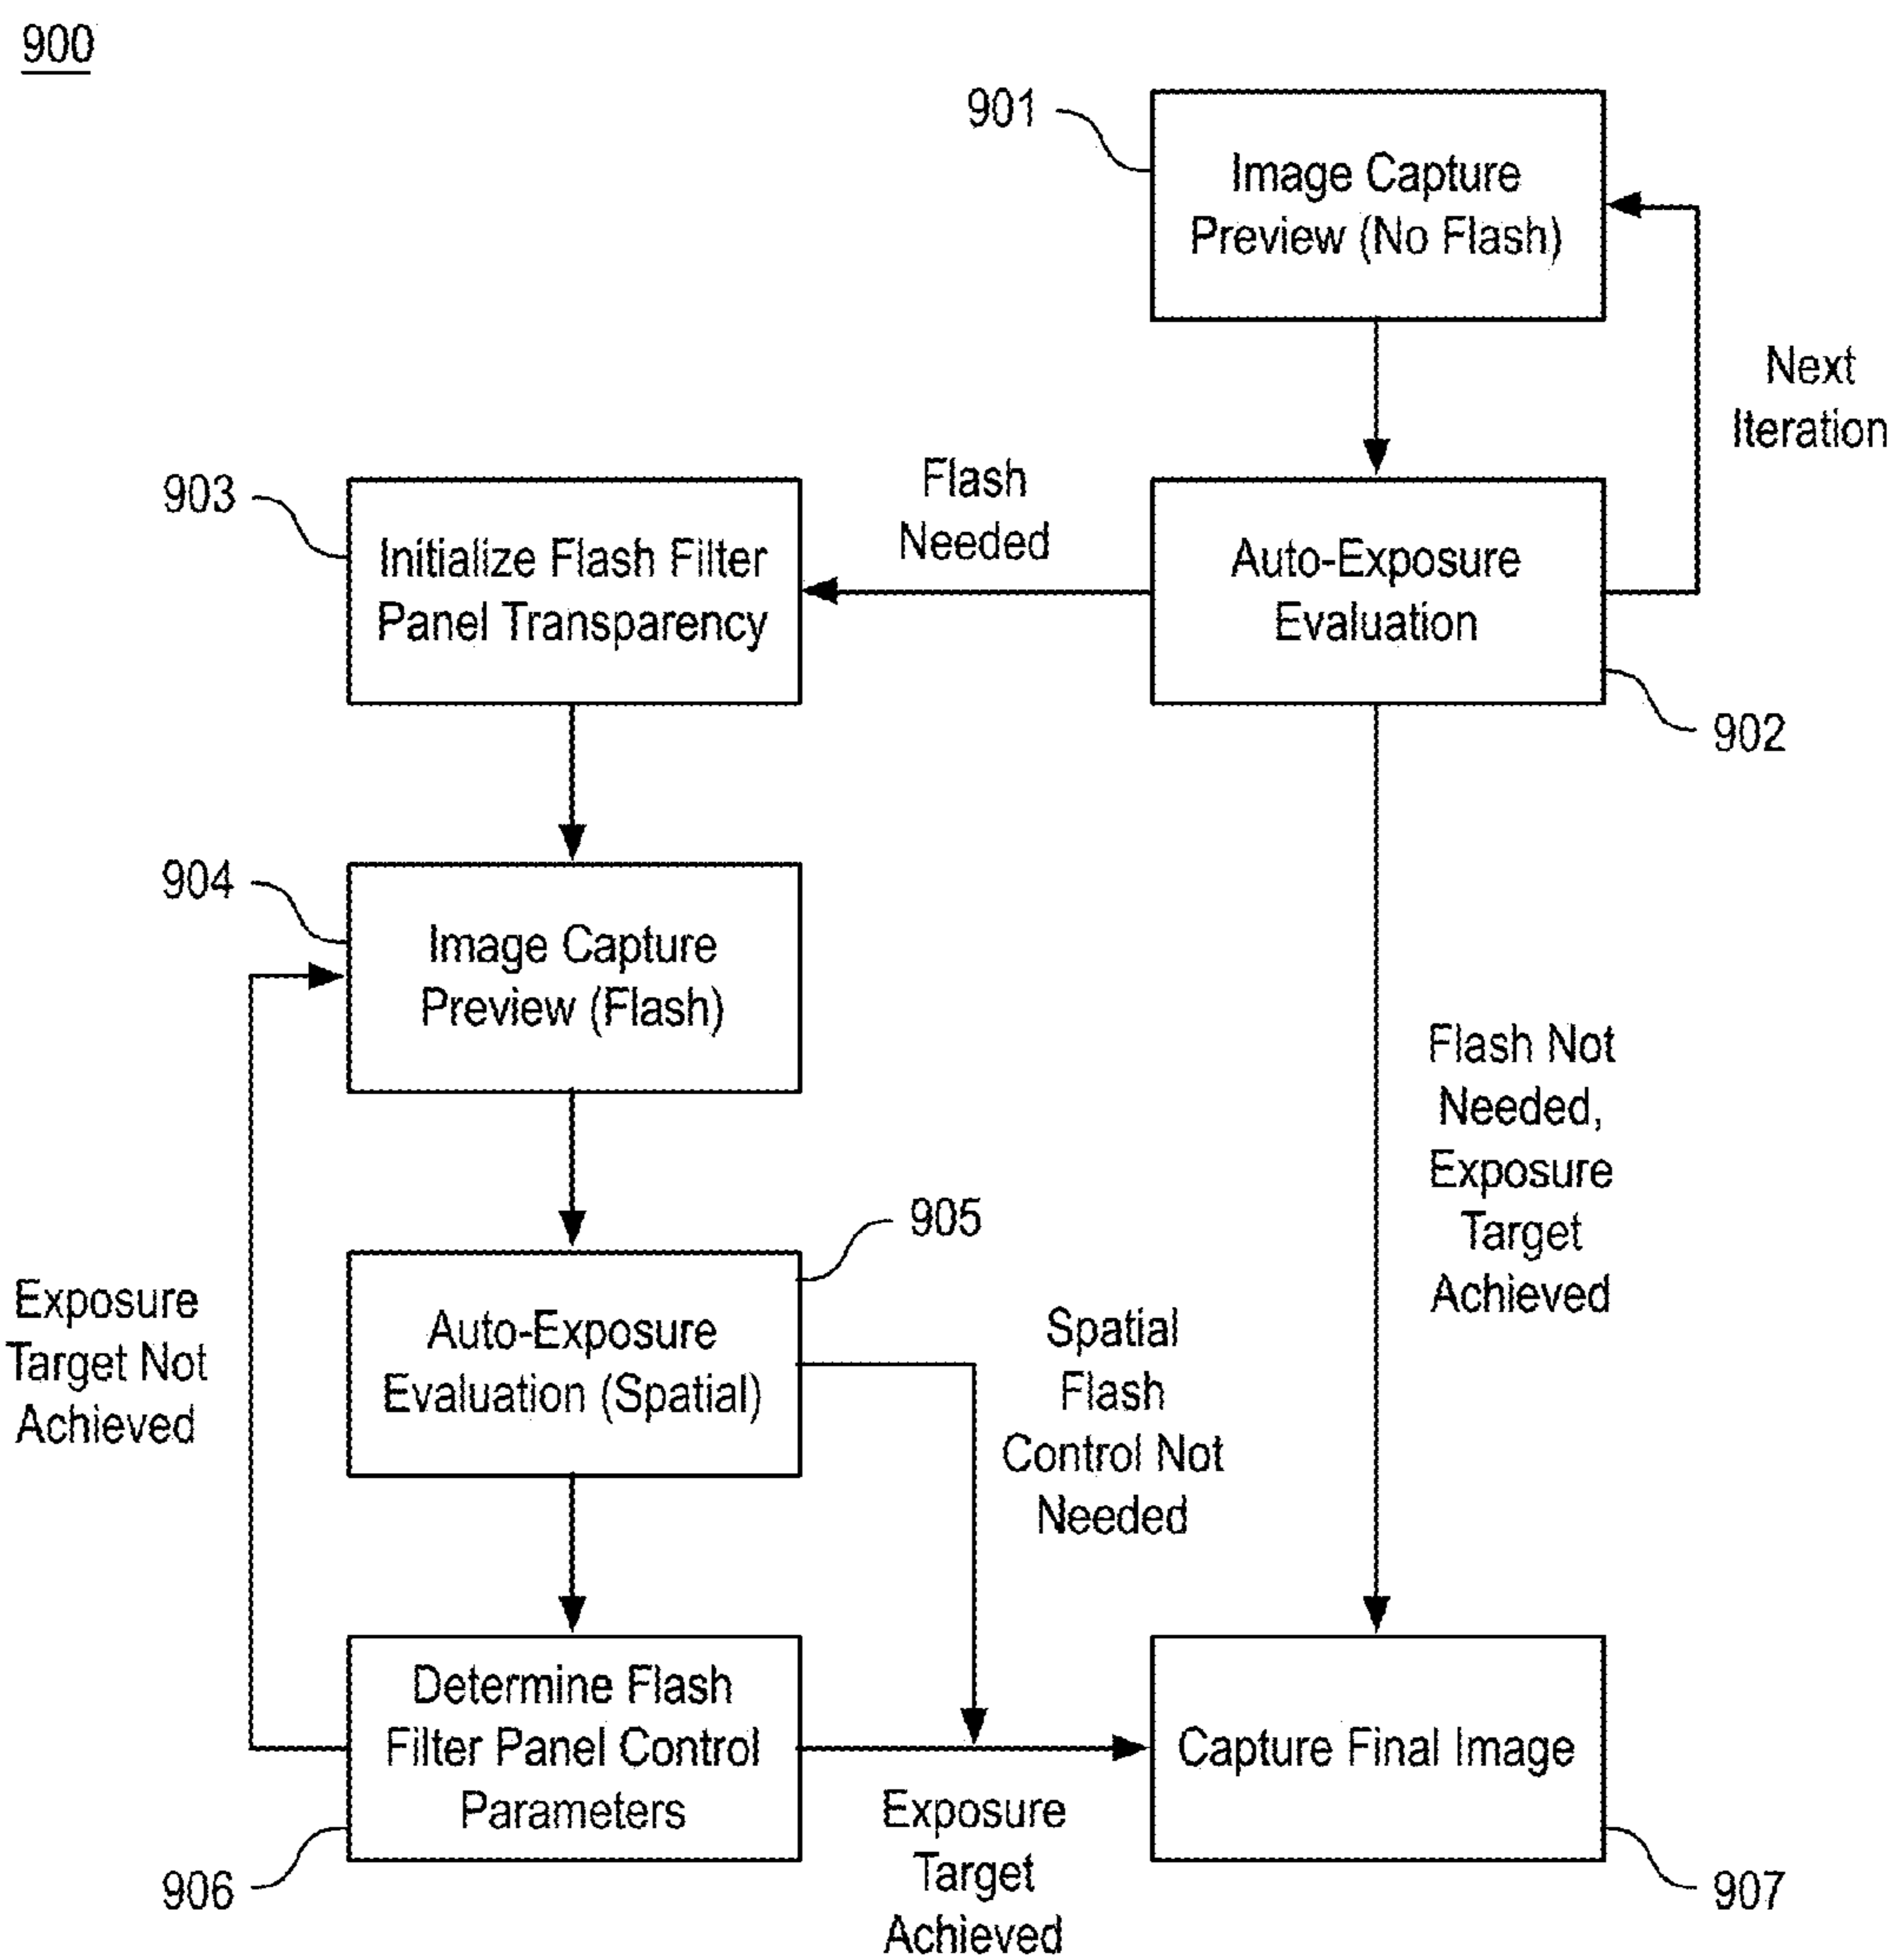 900
901
Image Capture
Preview (No Flash)
Next
Iteration
903
Initialize Flash Filter
Panel Transparency
Flash
Needed
Auto-Exposure
Evaluation
902
904
Image Capture
Preview (Flash)
Flash Not
Needed,
Exposure
Target
Achieved
905
Exposure
Target Not
Achieved
Auto-Exposure
Evaluation (Spatial)
Spatial
Flash
Control Not
Needed
Determine Flash
Filter Panel Control
Parameters
906
Exposure
Target
Achieved
Capture Final Image
907